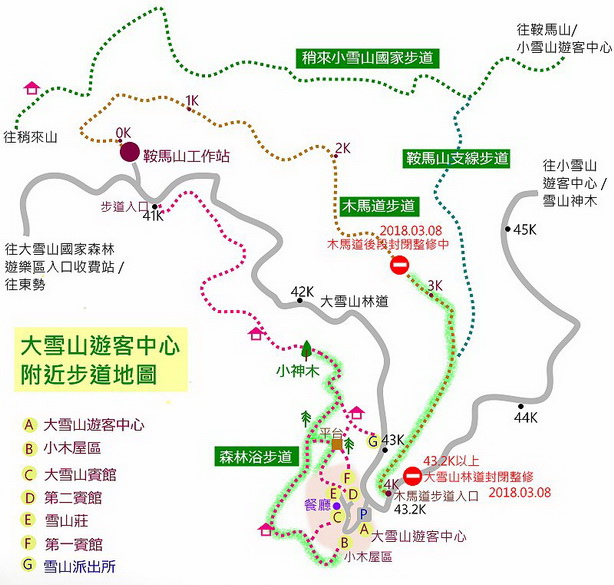 往鞍馬山/
小雪山遊客中心
稍來小雪山國家步道
1K
0K
往稍來山
鞍馬山工作站
2K
鞍馬山支線步道
往小雪山
遊客中心/
雪山神木
步道入口
41K
木馬道步道
2018.03.08
木馬道後段封閉整修中
45K
往大雪山國家森林
遊樂區入口收費站/
往東勢
3K
42K
大雪山林道
大雪山遊客中心
附近步道地圖
小神木
44K
A 大雪山遊客中心
B 小木屋區
C 大雪山賓館
D 第二賓館
E 雪山莊
F 第一賓館
G 雪山派出所
平台
G
43K
森林浴步道
43.2K以上
大雪山林道封閉整修
2018.03.08
F
E
D
4K
木馬道步道入口
43.2K
餐廳
C
P
A
大雪山遊客中心
B
小木屋區